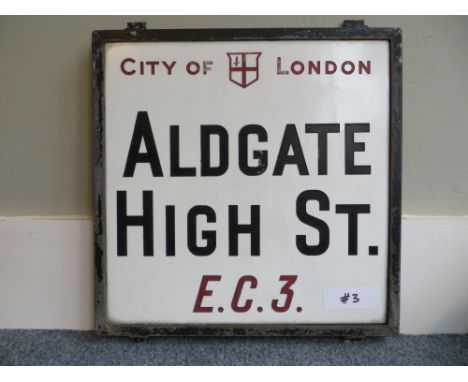 CITY OF LONDON
ALDGATE
HIGH ST.
E.C.3.
#3